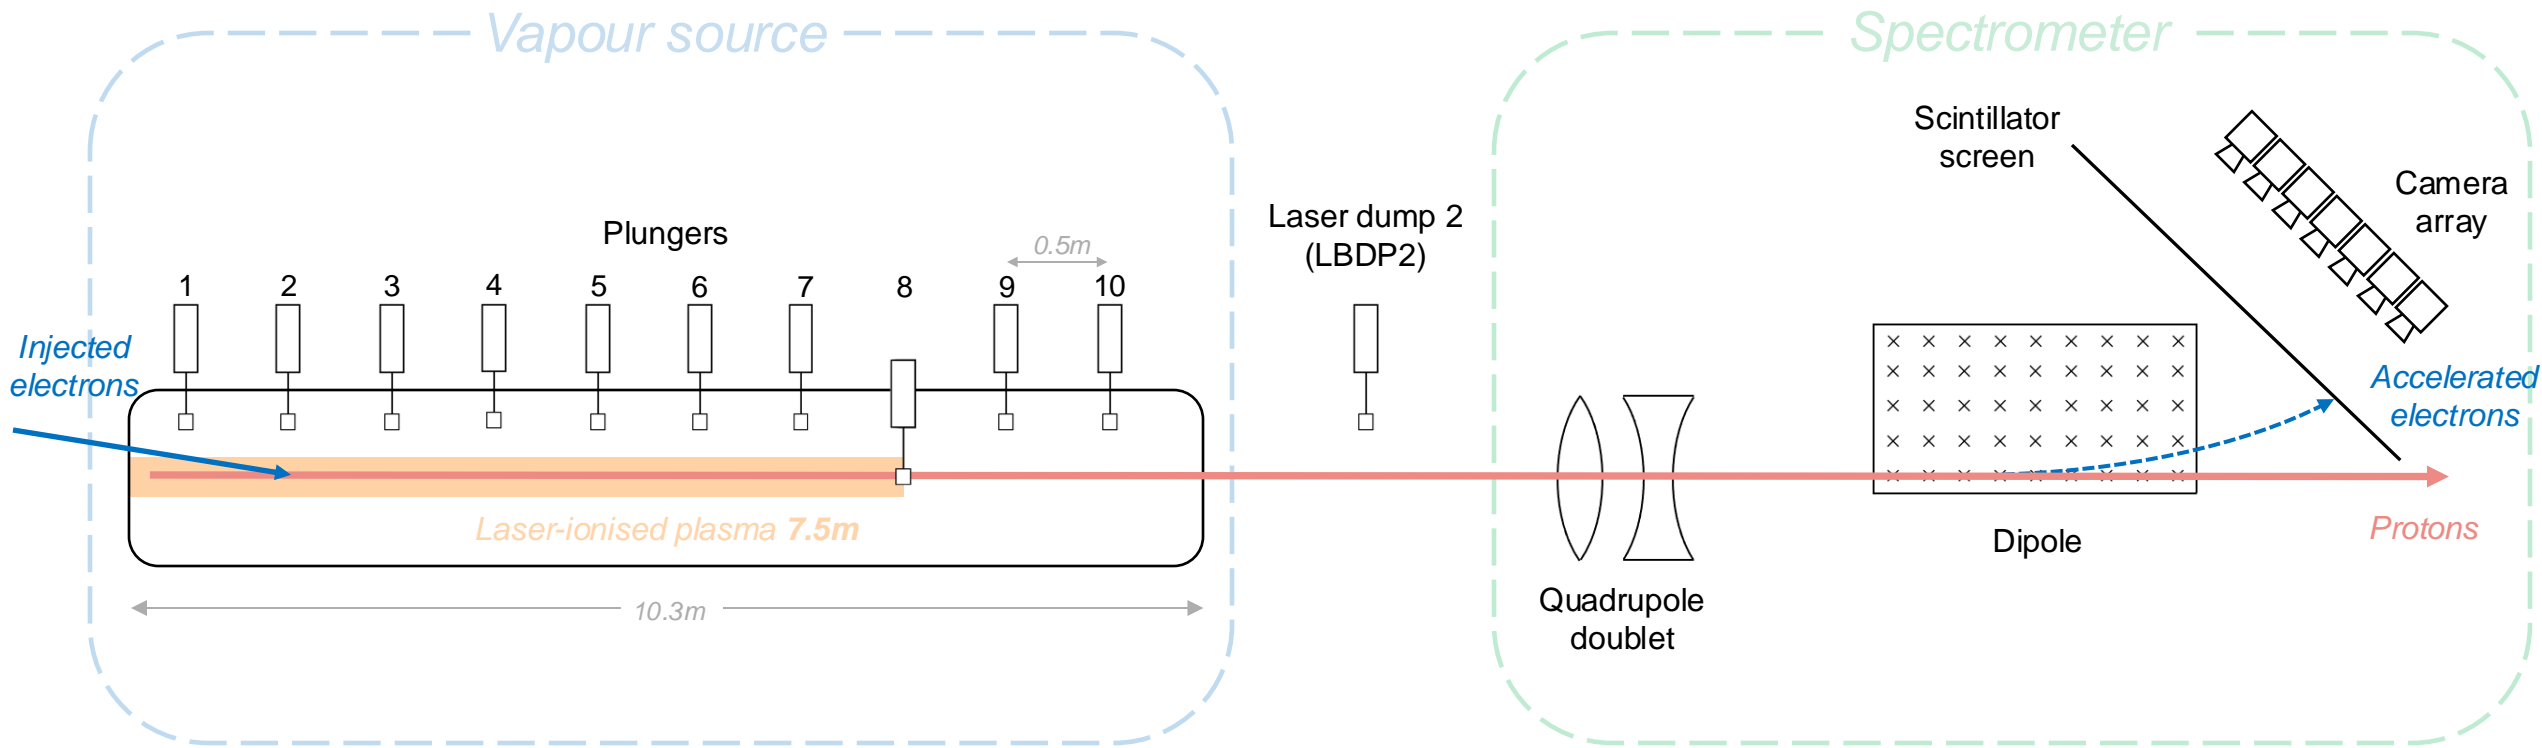 Vapour source
Spectrometer
Scintillator
screen
Camera
array
Laser dump 2
(LBDP2)
Plungers
0.5m
1 2 3 4 5 6 7 8 9 10
Injected
electrons
Accelerated
electrons
Laser-ionised plasma 7.5m
Protons
Dipole
10.3m
Quadrupole
doublet